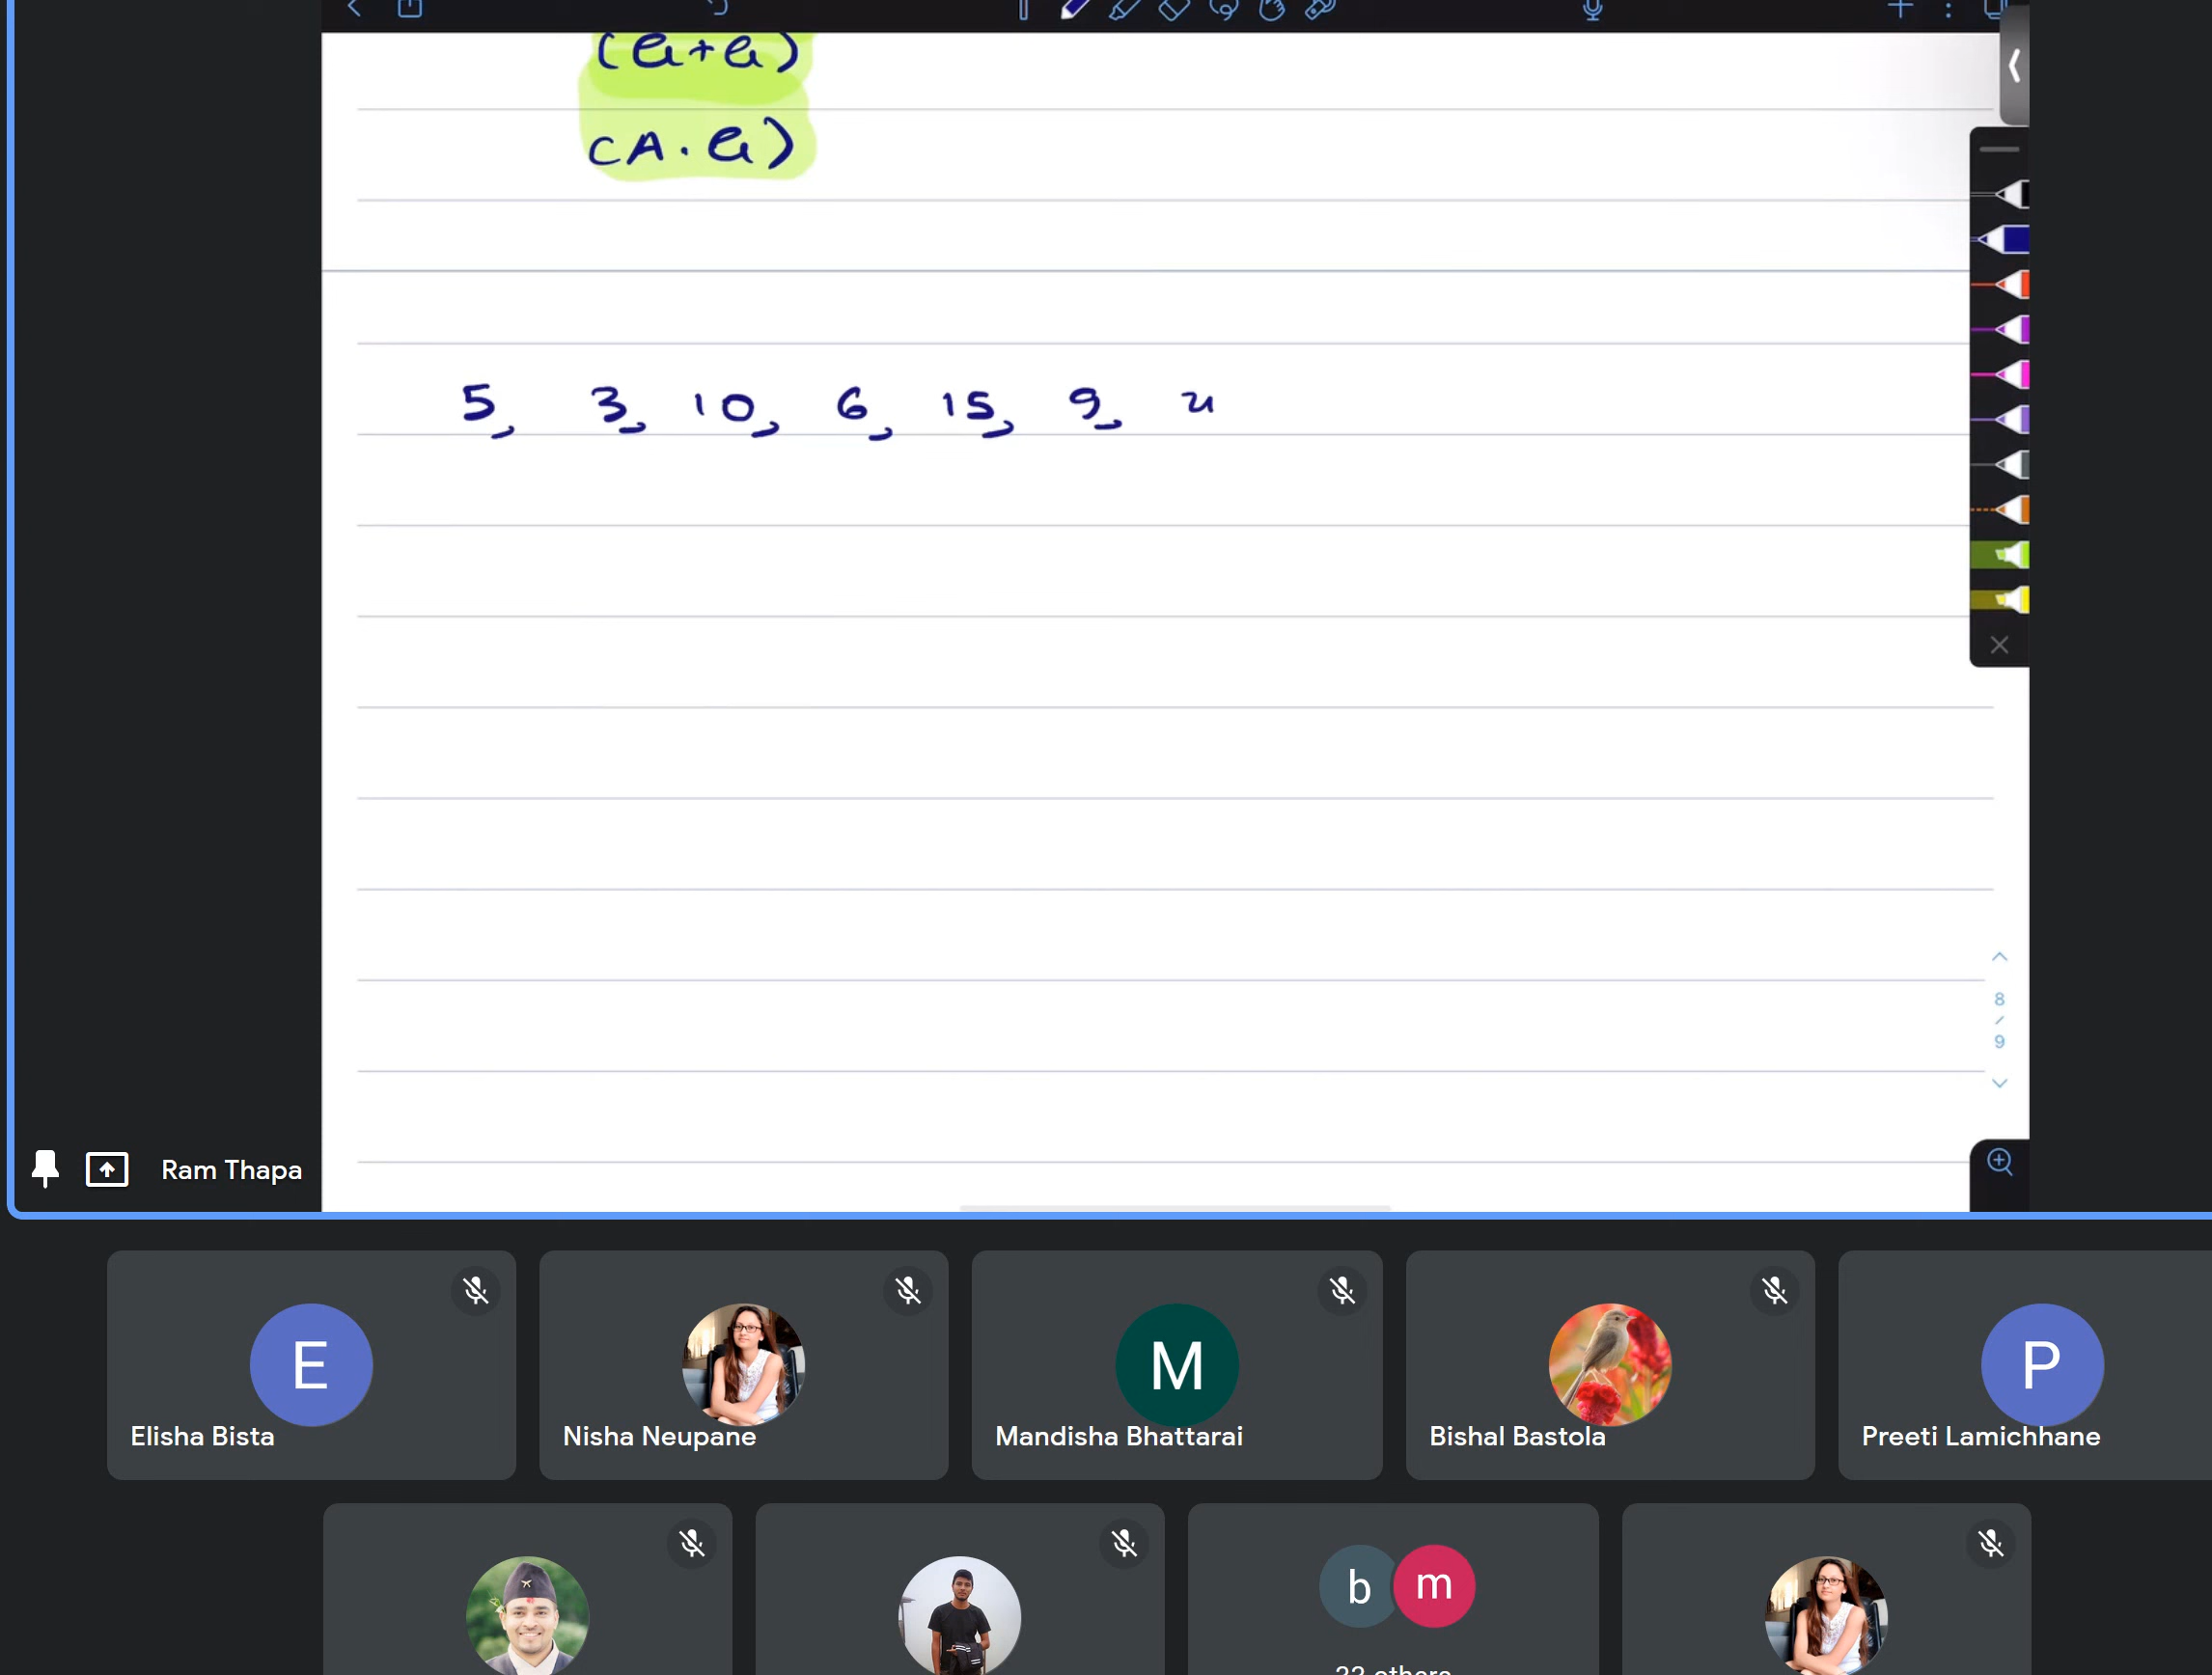 (a+a)
(A.a)
5, 3, 10, 6, 15, 9, x
8
/
9
Ram Thapa
E
M
P
Elisha Bista
Nisha Neupane
Mandisha Bhattarai
Bishal Bastola
Preeti Lamichhane
b m